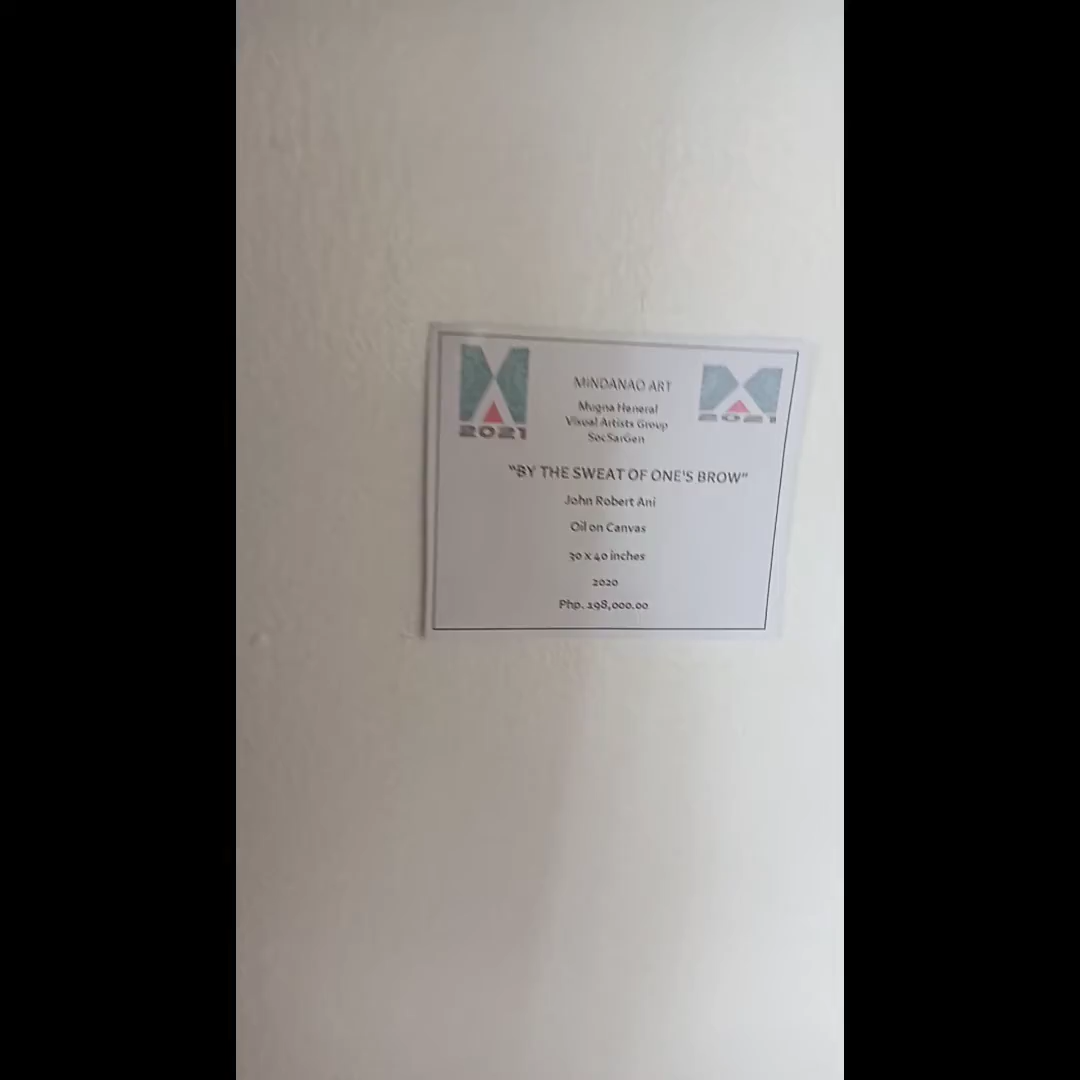 MINDANAO ART
Mugna Heneral
Visual Artists Group
SocSarGen
2021
2021
"BY THE SWEAT OF ONE'S BROW"
John Robert Ani
Oil on Canvas
30 x 40 inches
2020
Php. 198,000.00